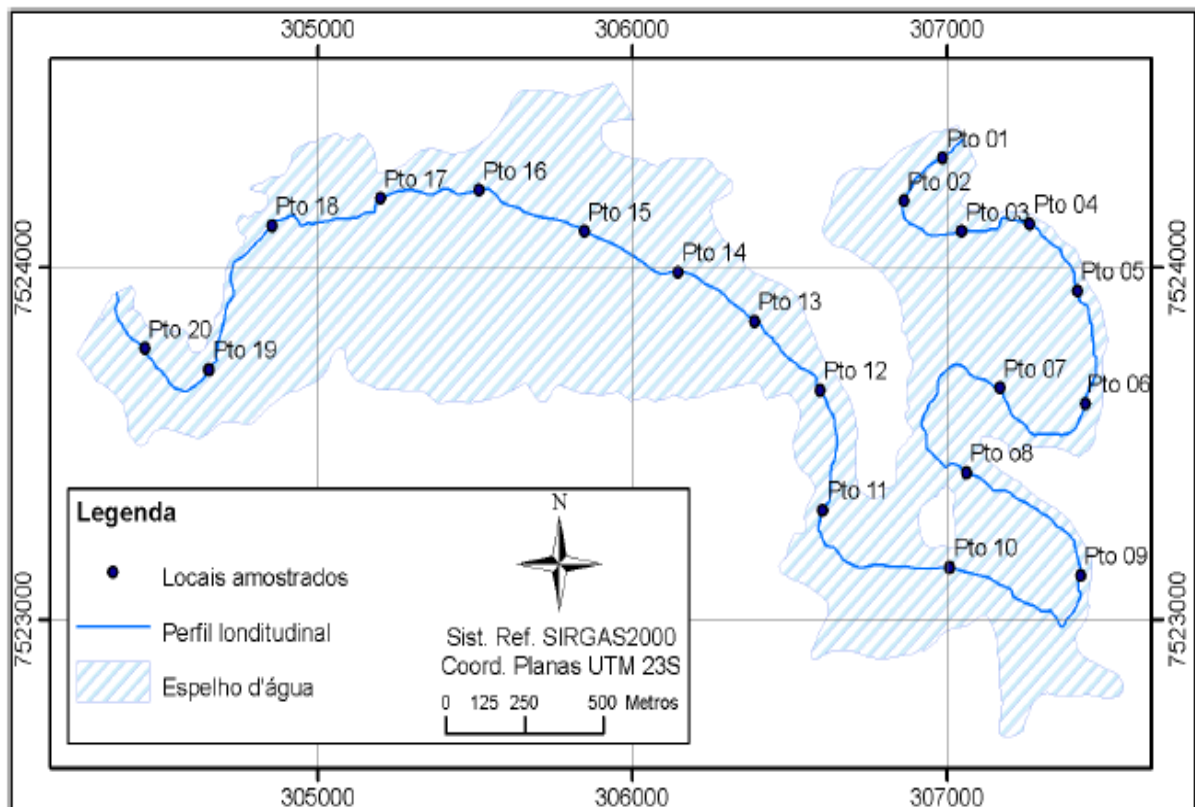 305000
306000
307000
Pto 01
Pto 02
Pto 03
Pto 04
Pto 05
Pto 06
Pto 07
Pto o8
Pto 09
Pto 10
Pto 11
Pto 12
Pto 13
Pto 14
Pto 15
Pto 16
Pto 17
Pto 18
Pto 19
Pto 20
7524000
7524000
7523000
7523000
Legenda
Locais amostrados
Perfil londitudinal
Espelho d'água
N
Sist. Ref. SIRGAS2000
Coord. Planas UTM 23S
0 125 250 500 Metros
305000
306000
307000